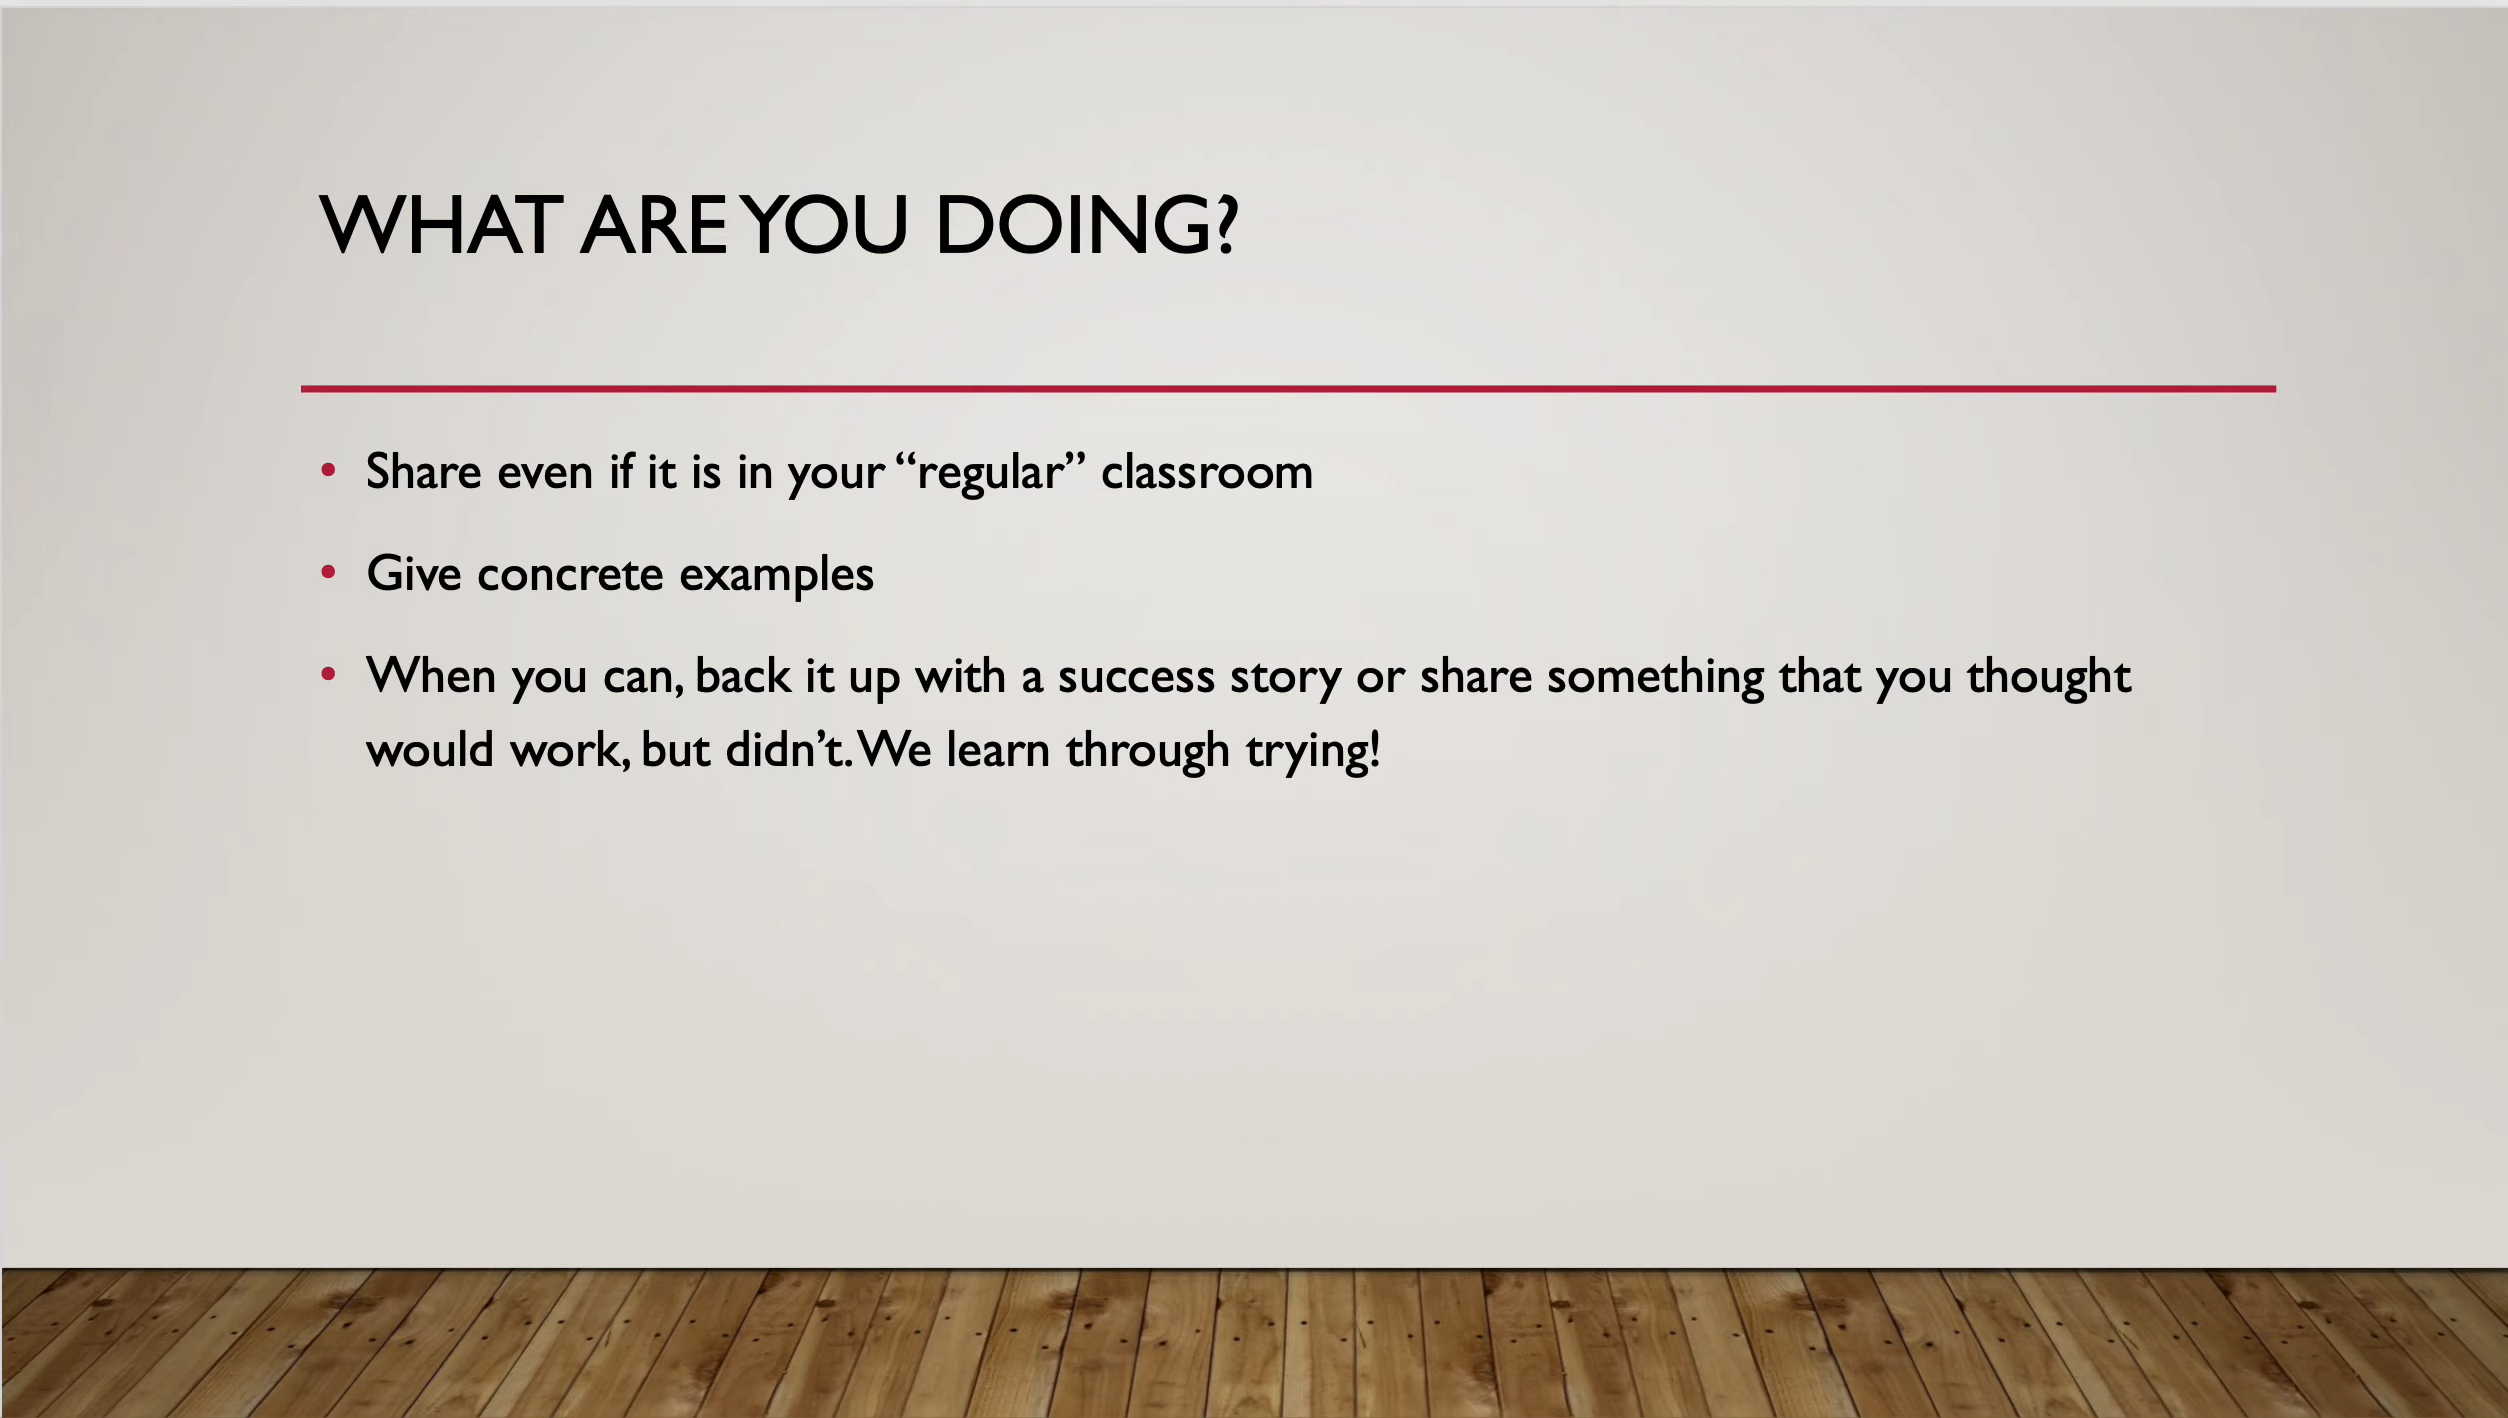 WHAT ARE YOU DOING?
• Share even if it is in your “regular” classroom
• Give concrete examples
• When you can, back it up with a success story or share something that you thought
would work, but didn’t. We learn through trying!